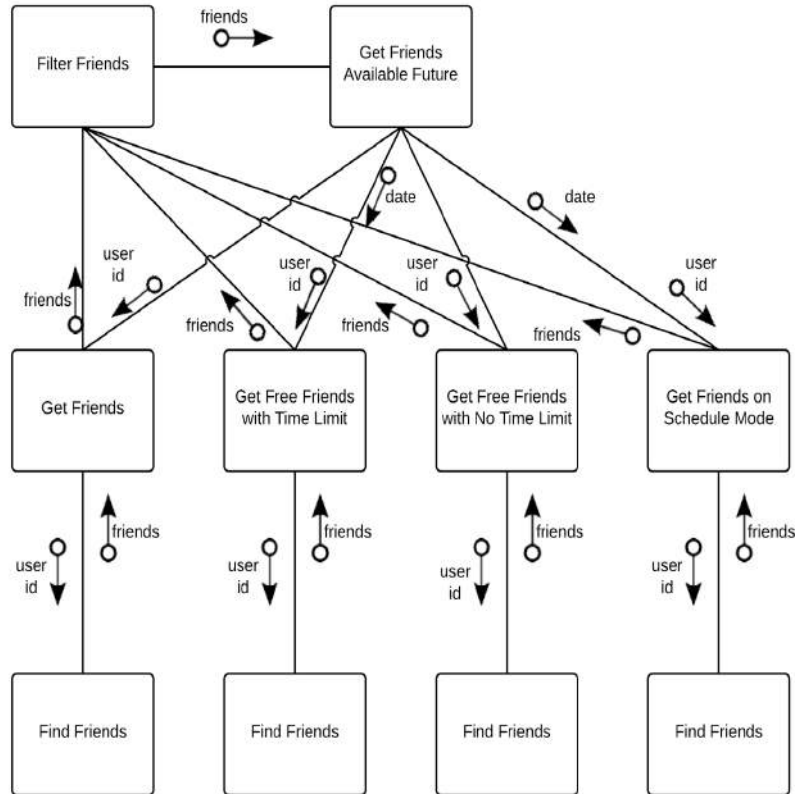 friends
Filter Friends
Get Friends
Available Future
date
date
user
id
user
id
user
id
user
id
friends
friends
friends
friends
Get Friends
Get Free Friends
with Time Limit
Get Free Friends
with No Time Limit
Get Friends on
Schedule Mode
friends
user
id
friends
user
id
friends
user
id
friends
user
id
Find Friends
Find Friends
Find Friends
Find Friends